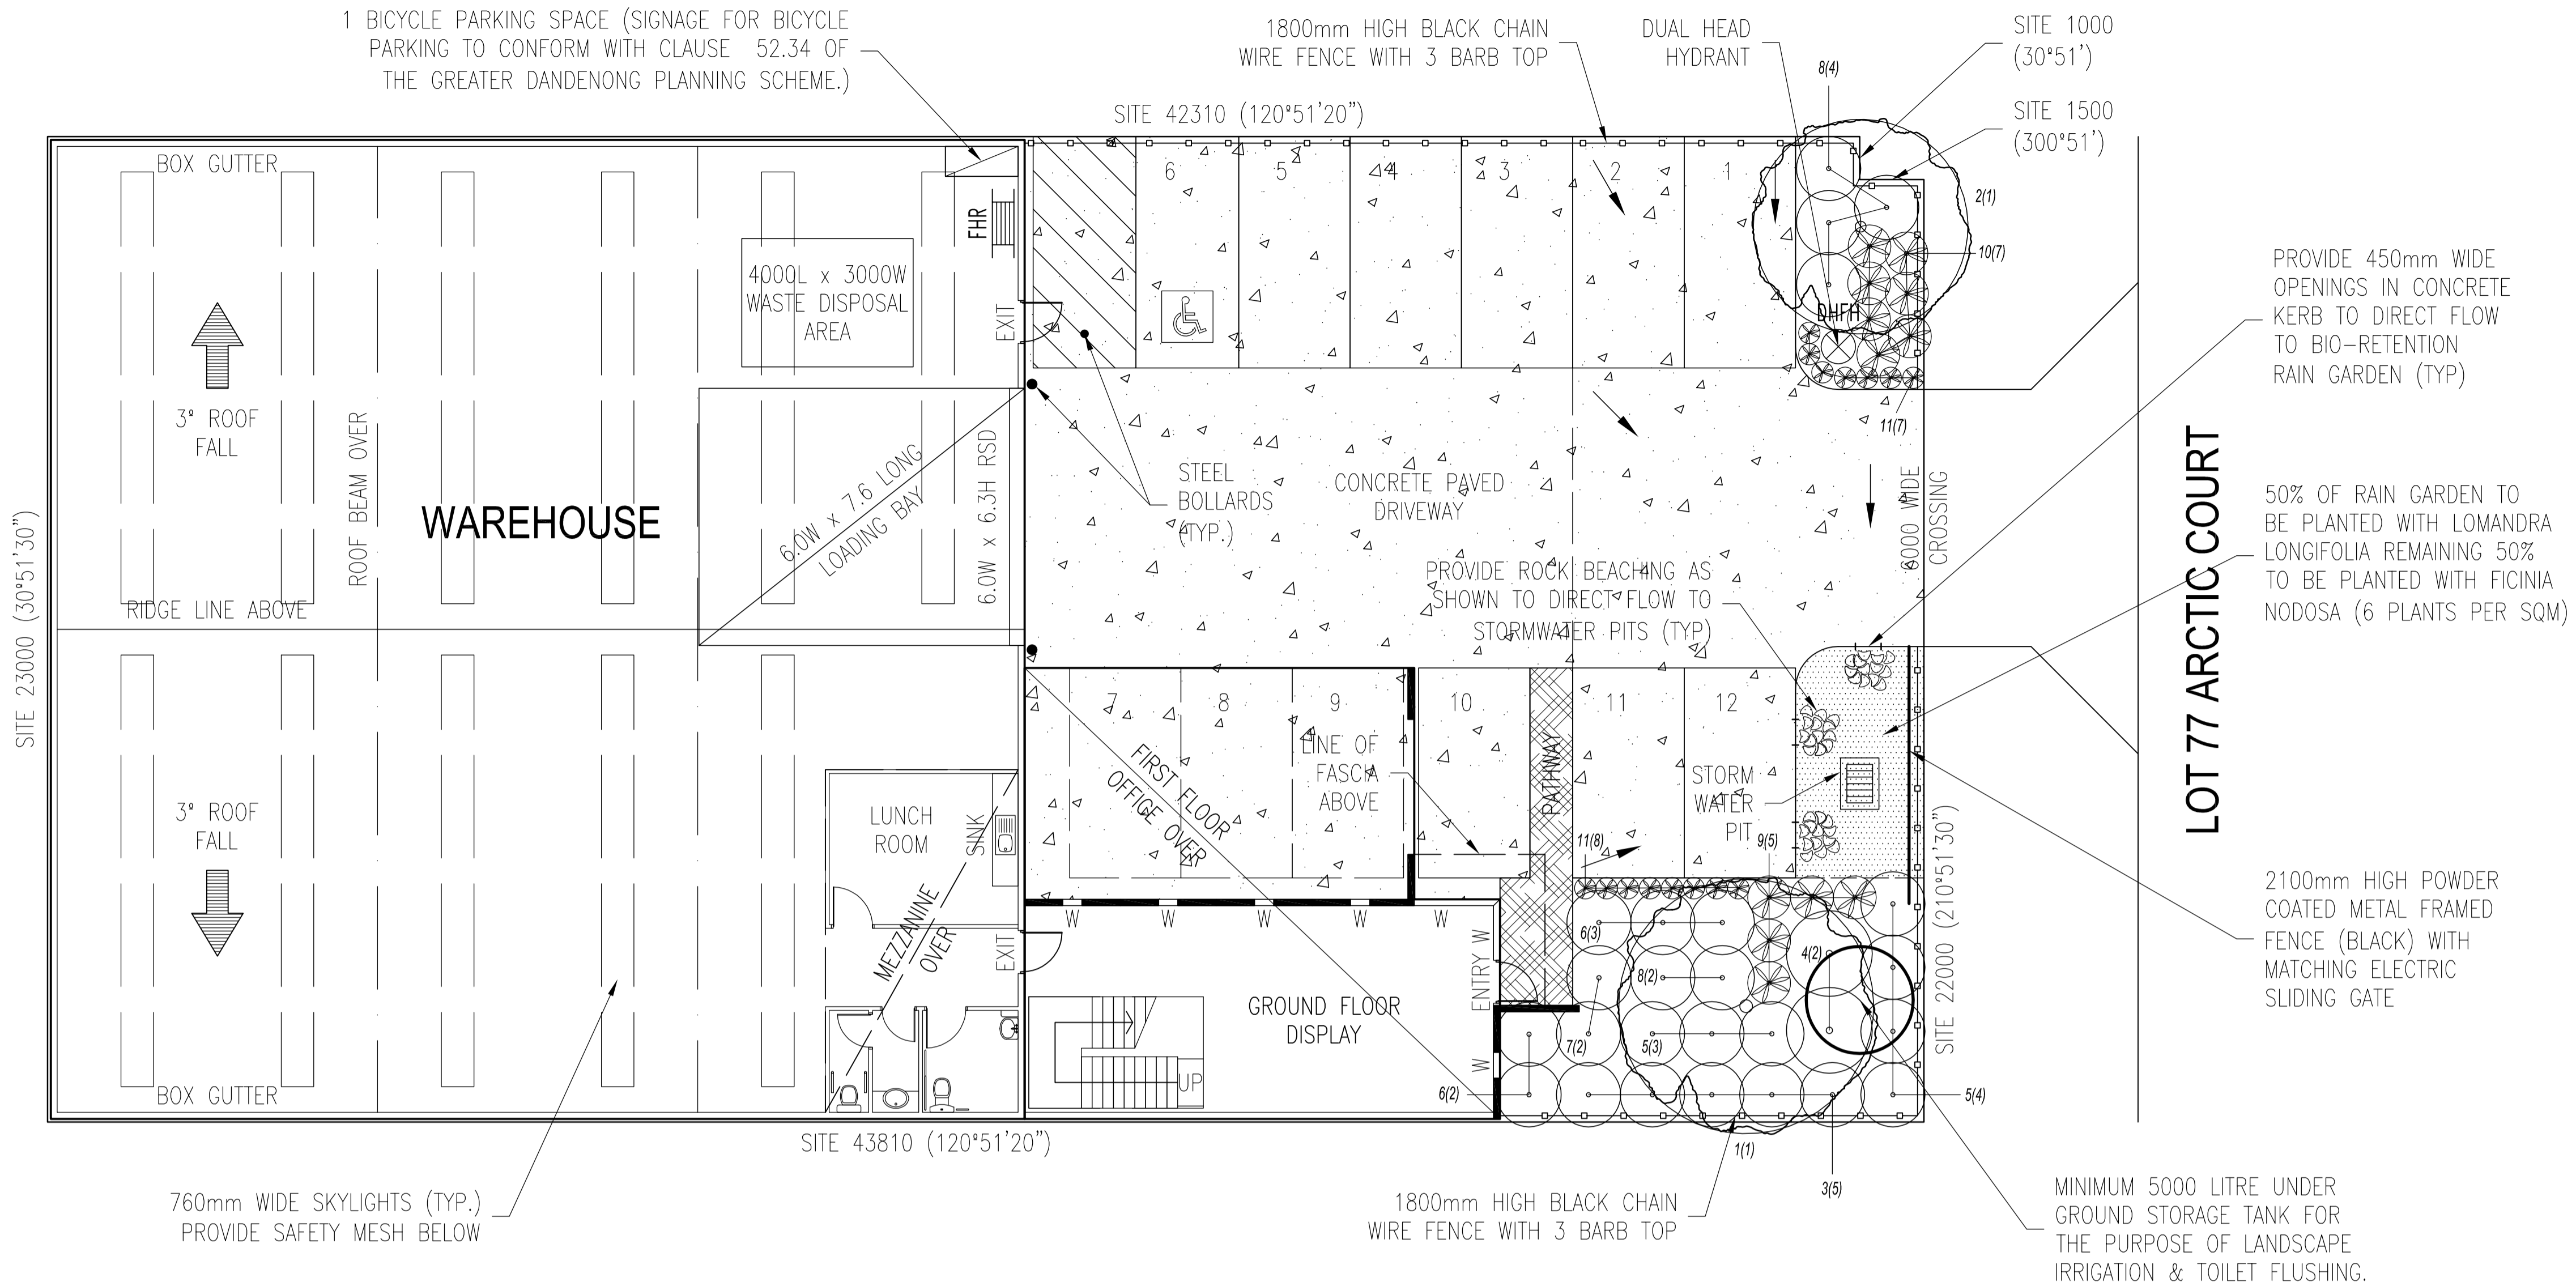 1 BICYCLE PARKING SPACE (SIGNAGE FOR BICYCLE
PARKING TO CONFORM WITH CLAUSE 52.34 OF
THE GREATER DANDENONG PLANNING SCHEME.)
1800mm HIGH BLACK CHAIN
WIRE FENCE WITH 3 BARB TOP
DUAL HEAD
HYDRANT
SITE 1000
(30°51')
SITE 1500
(300°51')
8(4)
SITE 42310 (120°51'20")
BOX GUTTER
6
5
4
3
2
1
2(1)
10(7)
FHR
4000L x 3000W
WASTE DISPOSAL
AREA
EXIT
DHFH
11(7)
PROVIDE 450mm WIDE
OPENINGS IN CONCRETE
KERB TO DIRECT FLOW
TO BIO-RETENTION
RAIN GARDEN (TYP)
3° ROOF
FALL
ROOF BEAM OVER
WAREHOUSE
6.0W x 7.6 LONG
LOADING BAY
6.0W x 6.3H RSD
STEEL
BOLLARDS
(TYP.)
CONCRETE PAVED
DRIVEWAY
6000 WIDE
CROSSING
50% OF RAIN GARDEN TO
BE PLANTED WITH LOMANDRA
LONGIFOLIA REMAINING 50%
TO BE PLANTED WITH FICINIA
NODOSA (6 PLANTS PER SQM)
LOT 77 ARCTIC COURT
SITE 23000 (30°51'30")
RIDGE LINE ABOVE
PROVIDE ROCK BEACHING AS
SHOWN TO DIRECT FLOW TO
STORMWATER PITS (TYP)
7
8
9
10
11
12
3° ROOF
FALL
LUNCH
ROOM
SINK
MEZZANINE
OVER
EXIT
FIRST FLOOR
OFFICE OVER
LINE OF
FASCIA
ABOVE
PATHWAY
STORM
WATER
PIT
9(5)
11(8)
SITE 22000 (210°51'30")
2100mm HIGH POWDER
COATED METAL FRAMED
FENCE (BLACK) WITH
MATCHING ELECTRIC
SLIDING GATE
W
W
W
W
W
ENTRY W
W
GROUND FLOOR
DISPLAY
UP
6(3)
8(2)
4(2)
7(2)
5(3)
6(2)
5(4)
1(1)
3(5)
BOX GUTTER
SITE 43810 (120°51'20")
760mm WIDE SKYLIGHTS (TYP.)
PROVIDE SAFETY MESH BELOW
1800mm HIGH BLACK CHAIN
WIRE FENCE WITH 3 BARB TOP
MINIMUM 5000 LITRE UNDER
GROUND STORAGE TANK FOR
THE PURPOSE OF LANDSCAPE
IRRIGATION & TOILET FLUSHING.